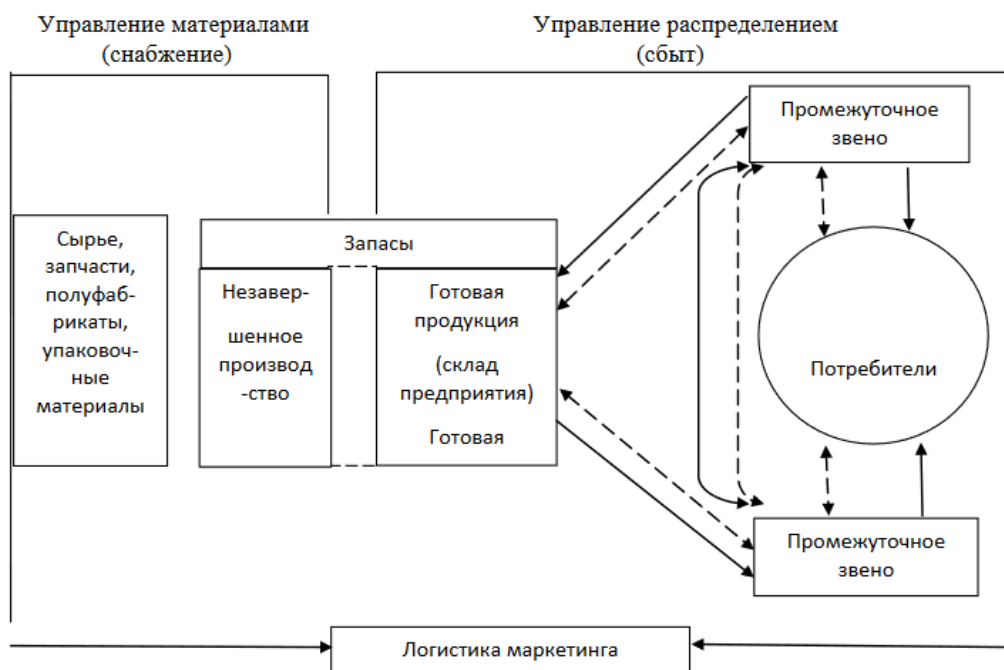 Управление материалами
(снабжение)
Управление распределением
(сбыт)
Промежуточное
звено
Сырье,
запчасти,
полуфаб-
рикаты,
упаковоч-
ные
материалы
Запасы
Незавер-
шенное
производ
-ство
Готовая
продукция
(склад
предприятия)
Готовая
Потребители
Промежуточное
звено
Логистика маркетинга